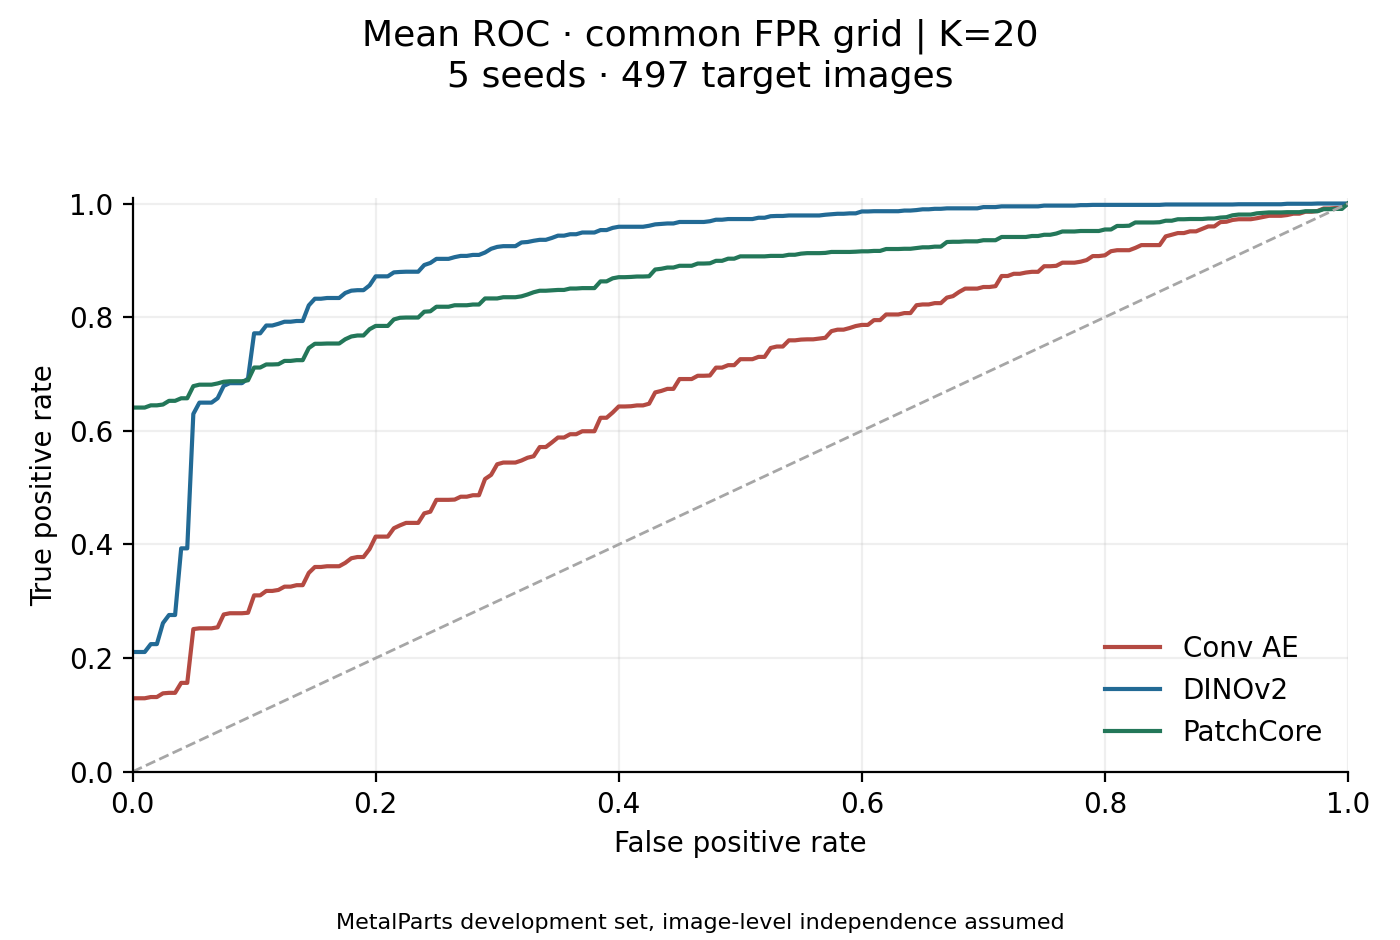 Mean ROC · common FPR grid | K=20
5 seeds · 497 target images
1.0
0.8
0.6
0.4
0.2
0.0
True positive rate
Conv AE
DINOv2
PatchCore
0.0 0.2 0.4 0.6 0.8 1.0
False positive rate
MetalParts development set, image-level independence assumed